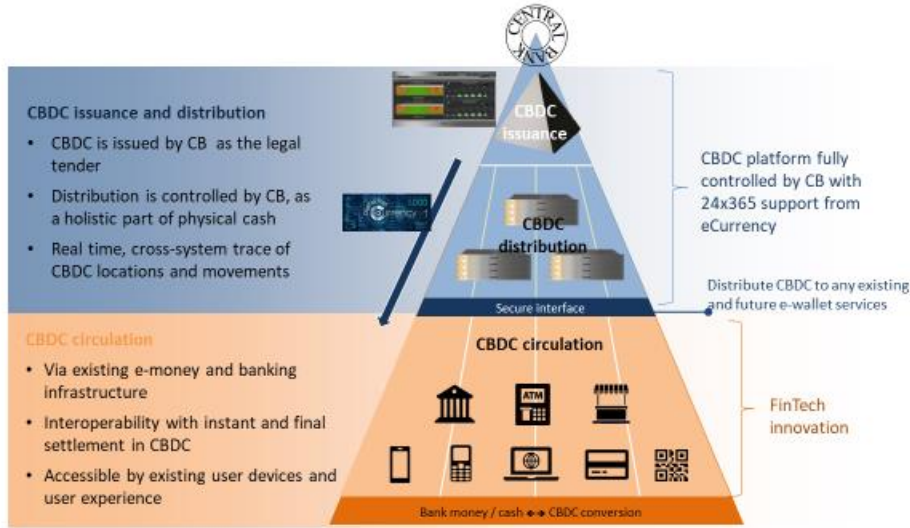 CENTRAL BANK
CBDC issuance and distribution
• CBDC is issued by CB as the legal
tender
• Distribution is controlled by CB, as
a holistic part of physical cash
• Real time, cross-system trace of
CBDC locations and movements
CBDC
issuance
eCurrency
CBDC
distribution
CBDC platform fully
controlled by CB with
24x365 support from
eCurrency
Secure interface
Distribute CBDC to any existing
and future e-wallet services
CBDC circulation
• Via existing e-money and banking
infrastructure
• Interoperability with instant and final
settlement in CBDC
• Accessible by existing user devices and
user experience
CBDC circulation
ATM
FinTech
innovation
Bank money / cash ↔ CBDC conversion